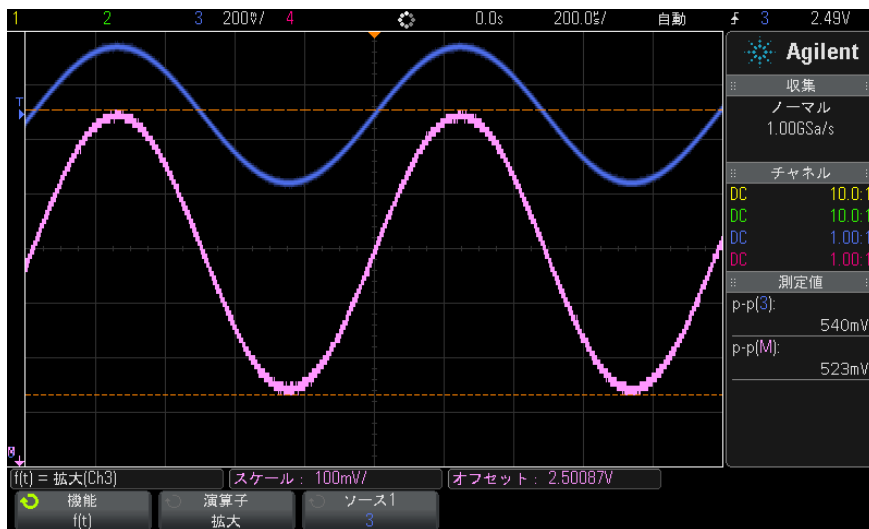 1 2 3 200㎷/ 4 0.0s 200.0㎲/ 自動 3 2.49V
Agilent
収集
ノーマル
1.00GSa/s
チャネル
DC 10.0:1
DC 10.0:1
DC 1.00:1
DC 1.00:1
測定値
p-p(3):
540mV
p-p(M):
523mV
T
M
f(t) = 拡大(Ch3) スケール : 100mV/ オフセット : 2.50087V
機能 演算子 ソース1
f(t) 拡大 3